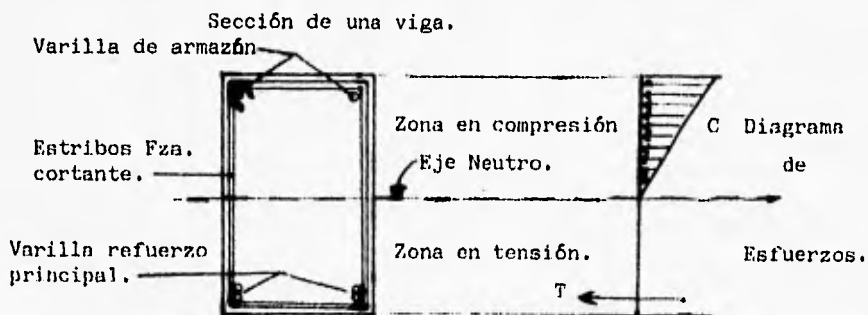 Sección de una viga.
Varilla de armazón
Zona en compresión
C Diagrama
Estribos Fza.
cortante.
Eje Neutro.
de
Varilla refuerzo
principal.
Zona en tensión.
Esfuerzos.
T